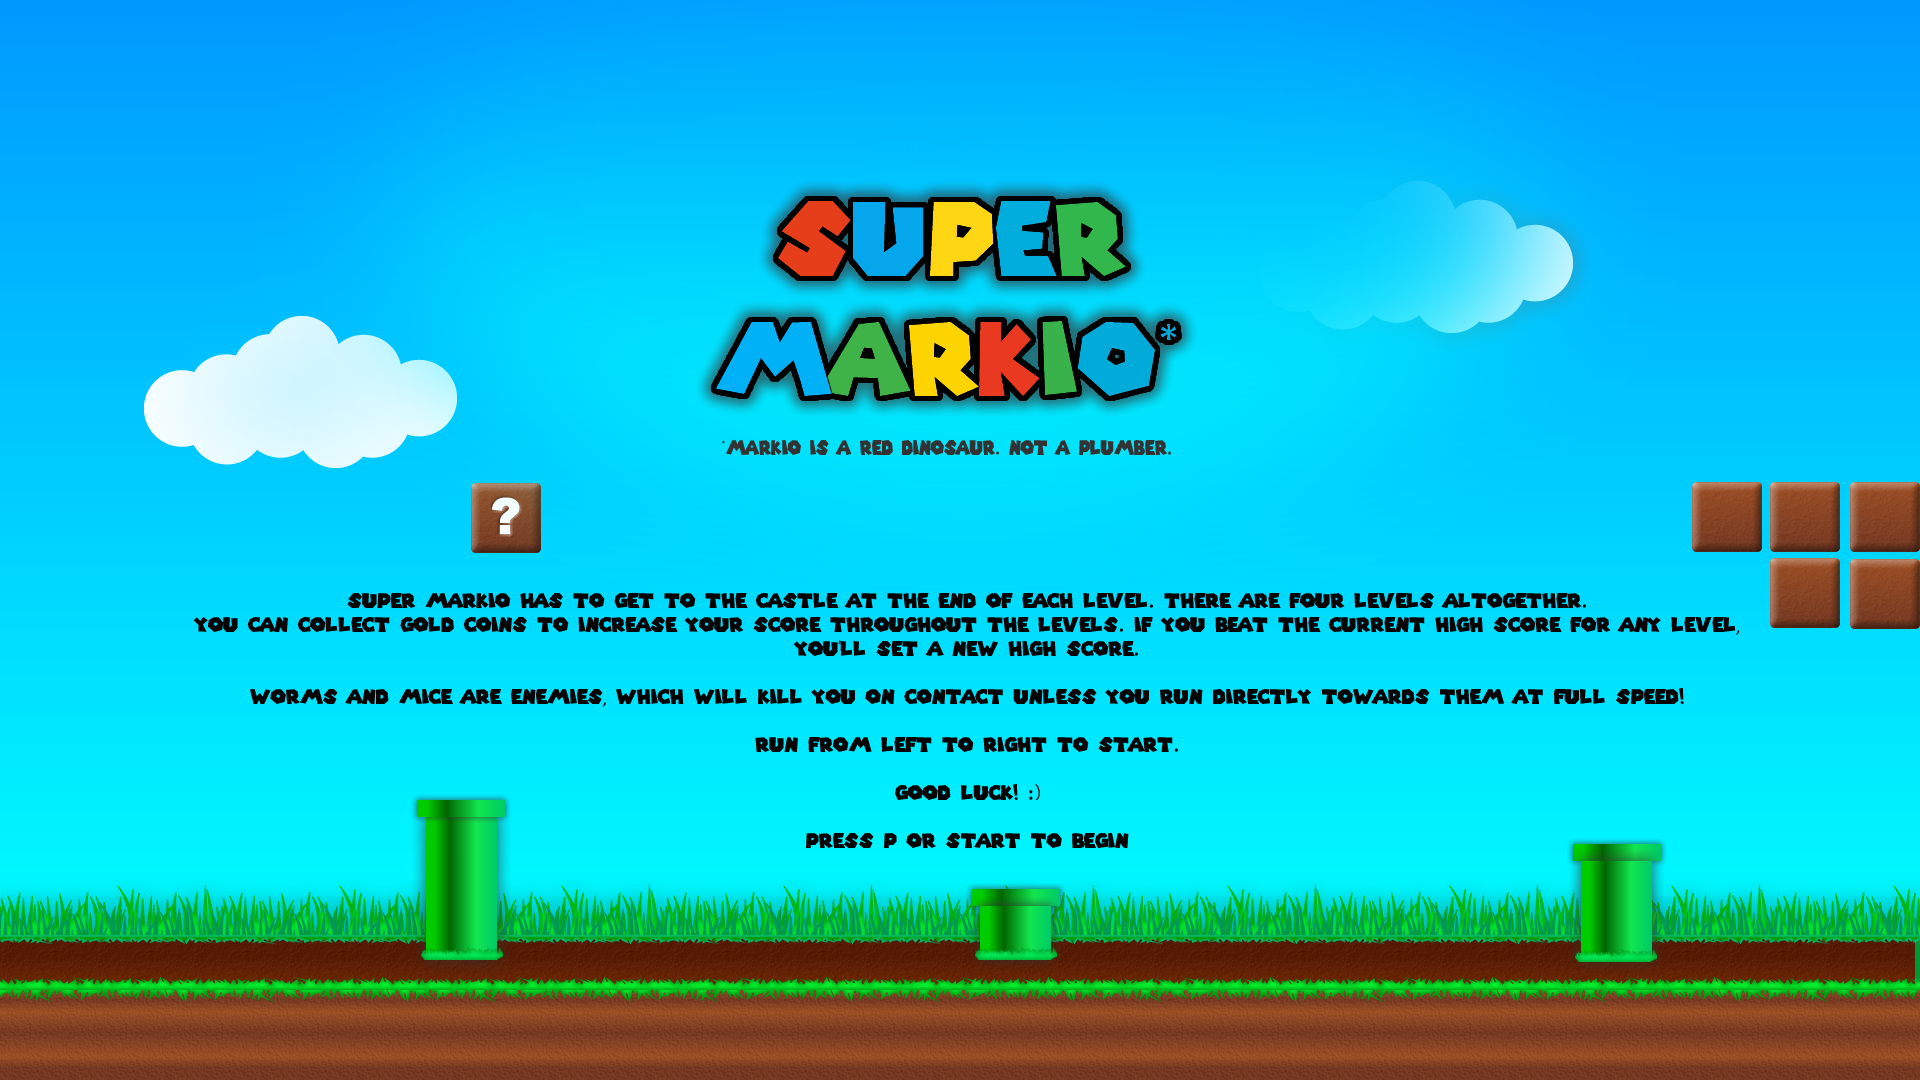 SUPER
MARKIO*
*MARKIO IS A RED DINOSAUR. NOT A PLUMBER.
?
SUPER MARKIO HAS TO GET TO THE CASTLE AT THE END OF EACH LEVEL. THERE ARE FOUR LEVELS ALTOGETHER.
YOU CAN COLLECT GOLD COINS TO INCREASE YOUR SCORE THROUGHOUT THE LEVELS. IF YOU BEAT THE CURRENT HIGH SCORE FOR ANY LEVEL,
YOU'LL SET A NEW HIGH SCORE.
WORMS AND MICE ARE ENEMIES, WHICH WILL KILL YOU ON CONTACT UNLESS YOU RUN DIRECTLY TOWARDS THEM AT FULL SPEED!
RUN FROM LEFT TO RIGHT TO START.
GOOD LUCK! :)
PRESS P OR START TO BEGIN